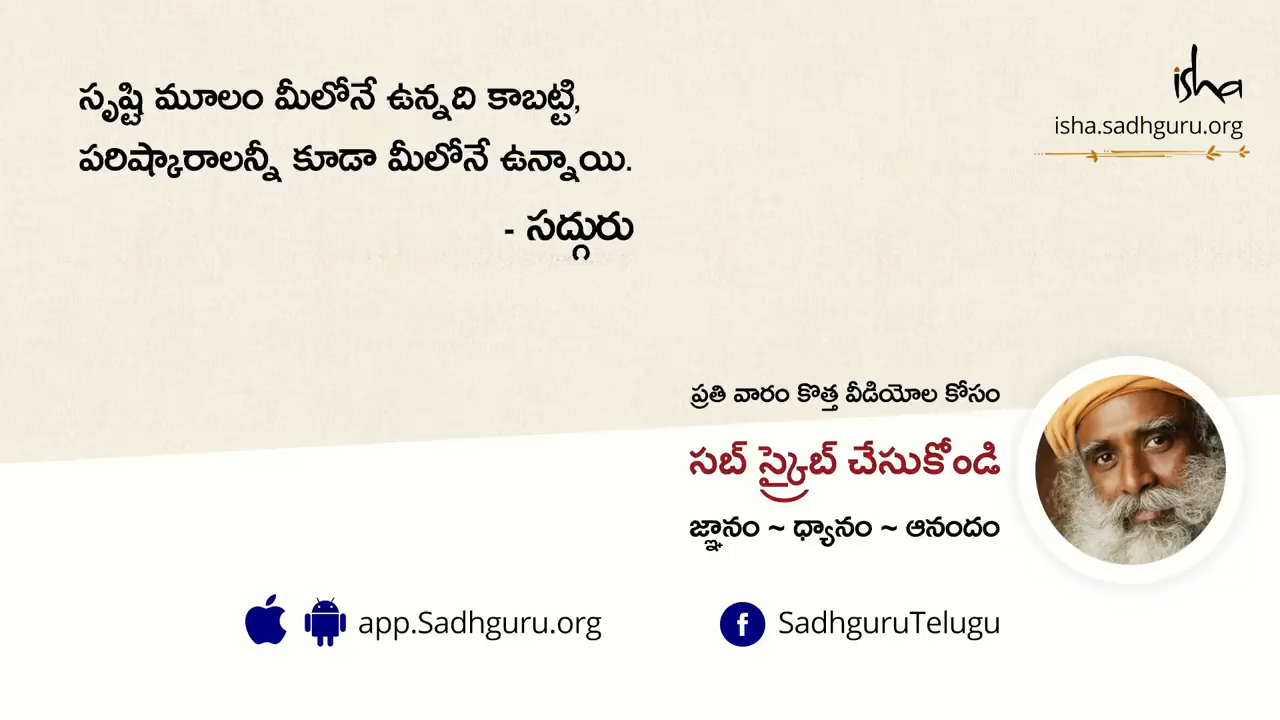 సృష్టి మూలం మీలోనే ఉన్నది కాబట్టి,
పరిష్కారాలన్నీ కూడా మీలోనే ఉన్నాయి.
- సద్గురు
isha
isha.sadhguru.org
ప్రతి వారం కొత్త వీడియోల కోసం
సబ్ స్క్రైబ్ చేసుకోండి
జ్ఞానం ~ ధ్యానం ~ ఆనందం
app.Sadhguru.org
f SadhguruTelugu